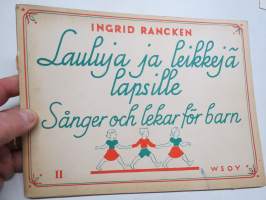 INGRID RANCKEN
Lauluja ja leikkejä
lapsille
Sånger och lekar för barn
II
WSOY